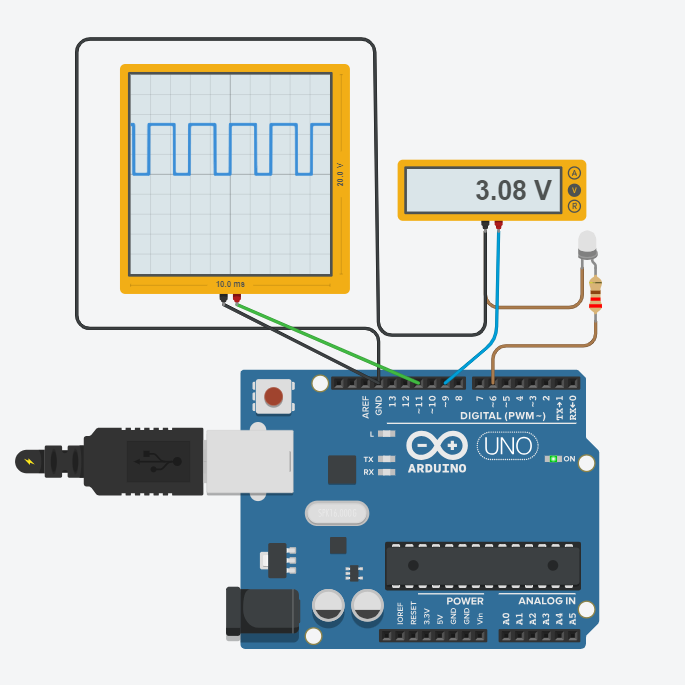 20.0 V
10.0 ms
3.08 V
A
V
R
AREF
GND
13
12
~11
~10
~9
8
7
~6
~5
4
~3
2
TX→1
RX←0
DIGITAL (PWM~)
L
TX
RX
ARDUINO
UNO
ON
POWER
ANALOG IN
IOREF
RESET
3.3V
5V
GND
GND
Vin
A0
A1
A2
A3
A4
A5